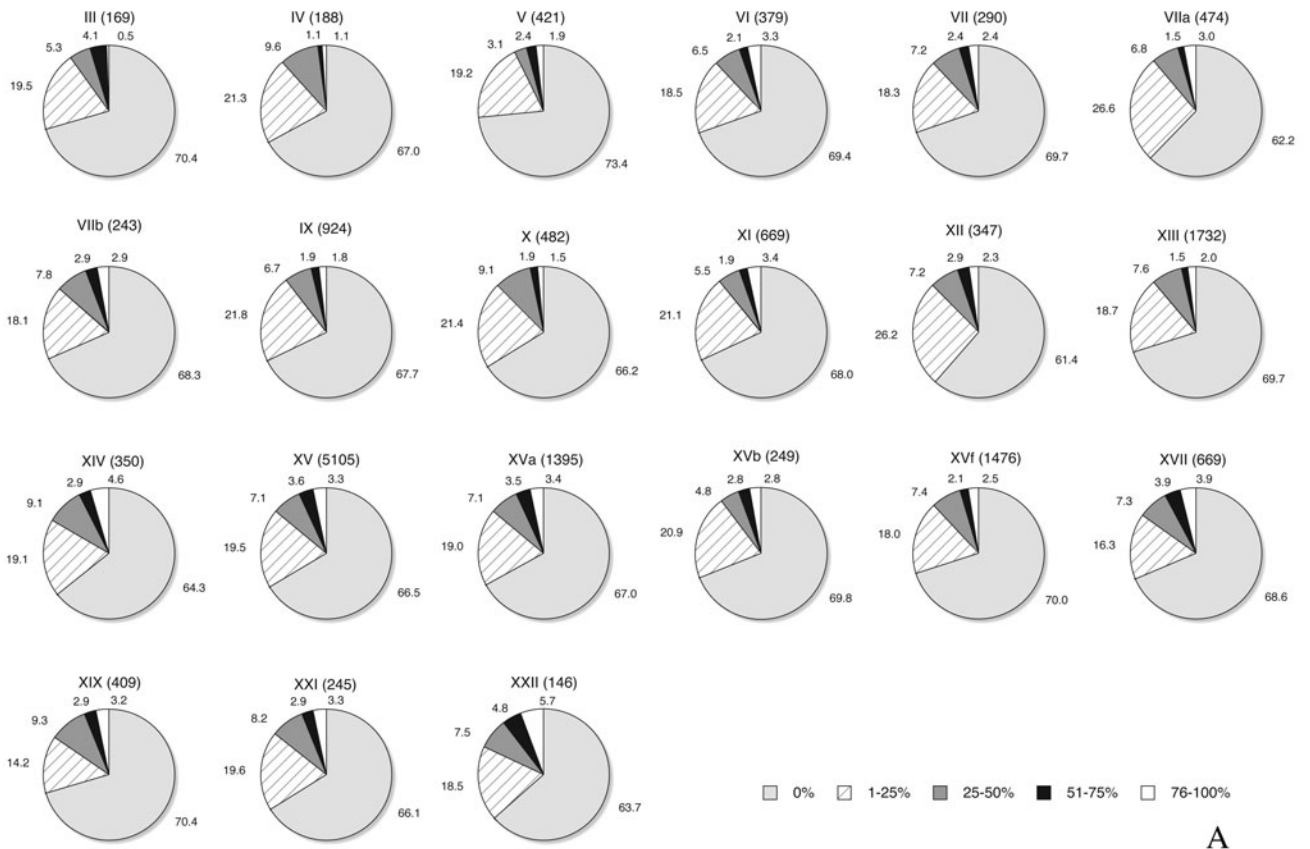 III (169) IV (188) V (421) VI (379) VII (290) VIIa (474)
5.3 4.1 0.5 9.6 1.1 1.1 3.1 2.4 1.9 6.5 2.1 3.3 7.2 2.4 2.4 6.8 1.5 3.0
19.5 21.3 19.2 18.5 18.3 26.6
70.4 67.0 73.4 69.4 69.7 62.2
VIIb (243) IX (924) X (482) XI (669) XII (347) XIII (1732)
7.8 2.9 2.9 6.7 1.9 1.8 9.1 1.9 1.5 5.5 1.9 3.4 7.2 2.9 2.3 7.6 1.5 2.0
18.1 21.8 21.4 21.1 26.2 18.7
68.3 67.7 66.2 68.0 61.4 69.7
XIV (350) XV (5105) XVa (1395) XVb (249) XVf (1476) XVII (669)
9.1 2.9 4.6 7.1 3.6 3.3 7.1 3.5 3.4 4.8 2.8 2.8 7.4 2.1 2.5 7.3 3.9 3.9
19.1 19.5 19.0 20.9 18.0 16.3
64.3 66.5 67.0 69.8 70.0 68.6
XIX (409) XXI (245) XXII (146)
9.3 2.9 3.2 8.2 2.9 3.3 7.5 4.8 5.7
14.2 19.6 18.5
70.4 66.1 63.7
0% 1-25% 25-50% 51-75% 76-100%
A